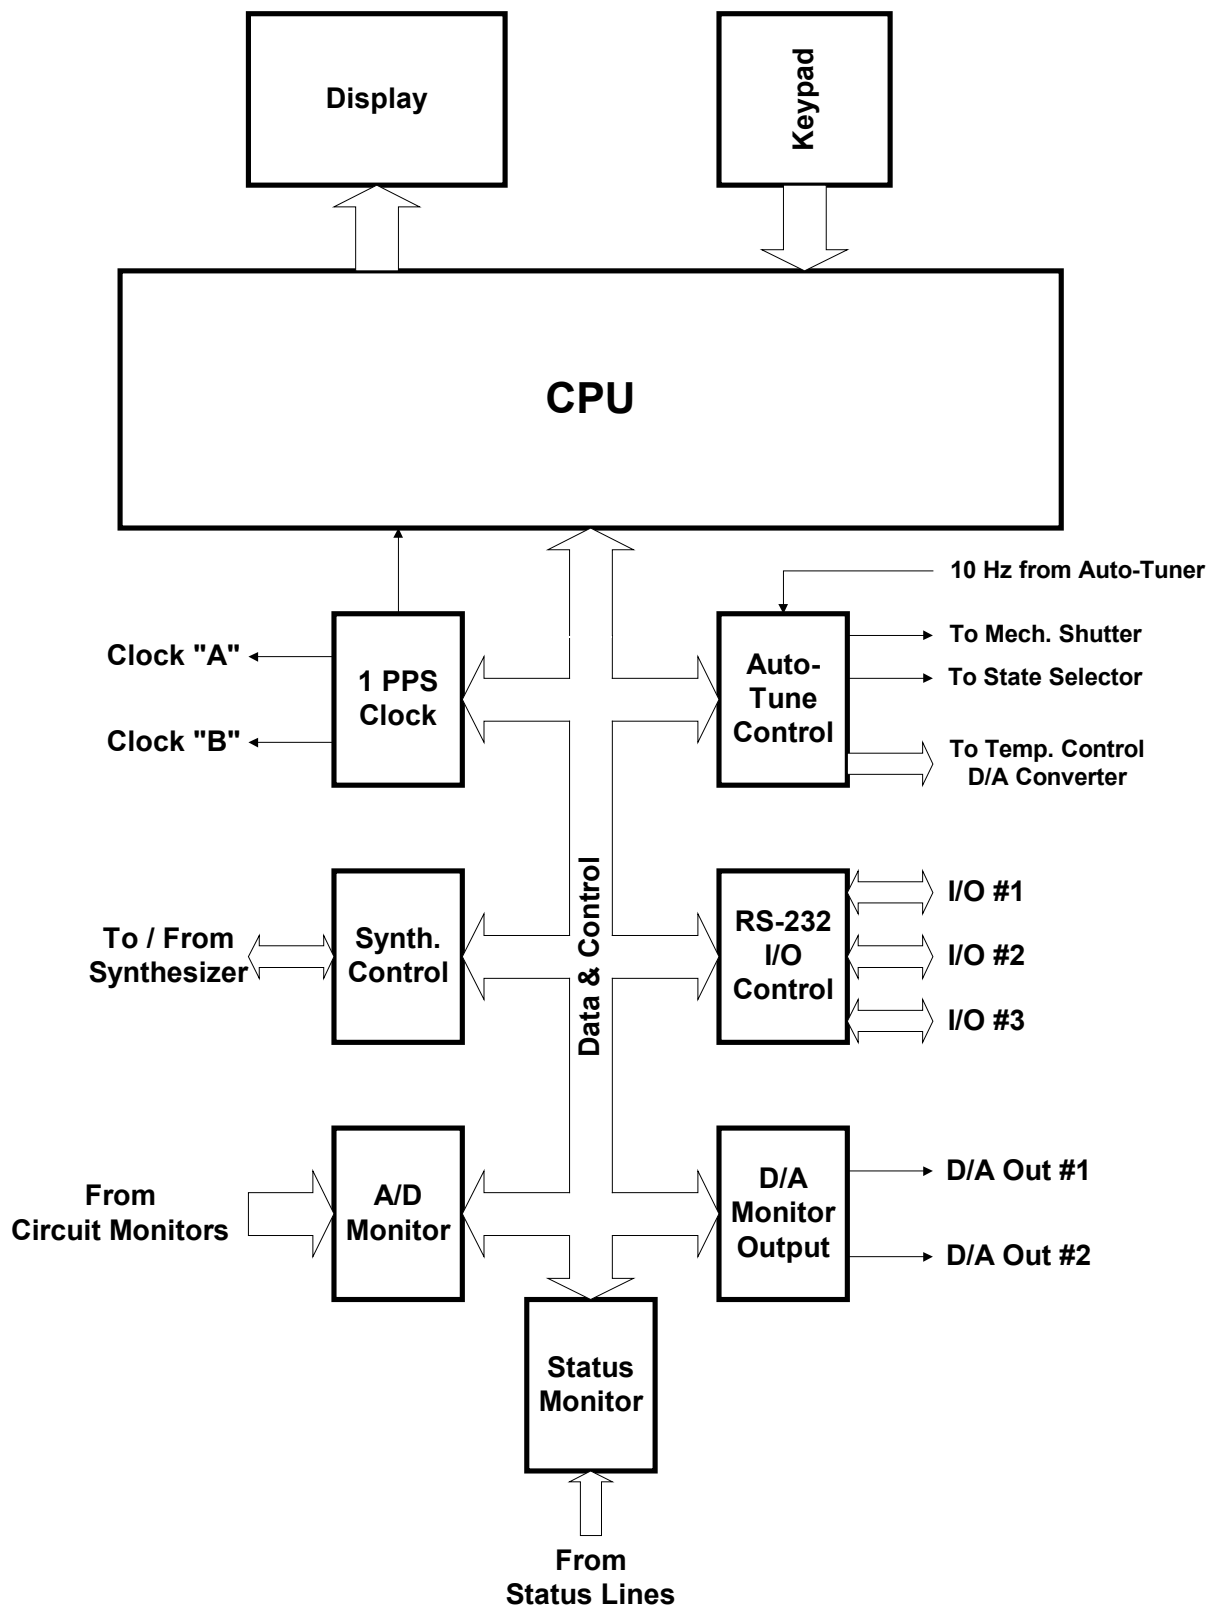 Display
Keypad
CPU
10 Hz from Auto-Tuner
Clock "A"
Clock "B"
1 PPS
Clock
Auto-
Tune
Control
To Mech. Shutter
To State Selector
To Temp. Control
D/A Converter
Data & Control
To / From
Synthesizer
Synth.
Control
RS-232
I/O
Control
I/O #1
I/O #2
I/O #3
From
Circuit Monitors
A/D
Monitor
D/A
Monitor
Output
D/A Out #1
D/A Out #2
Status
Monitor
From
Status Lines